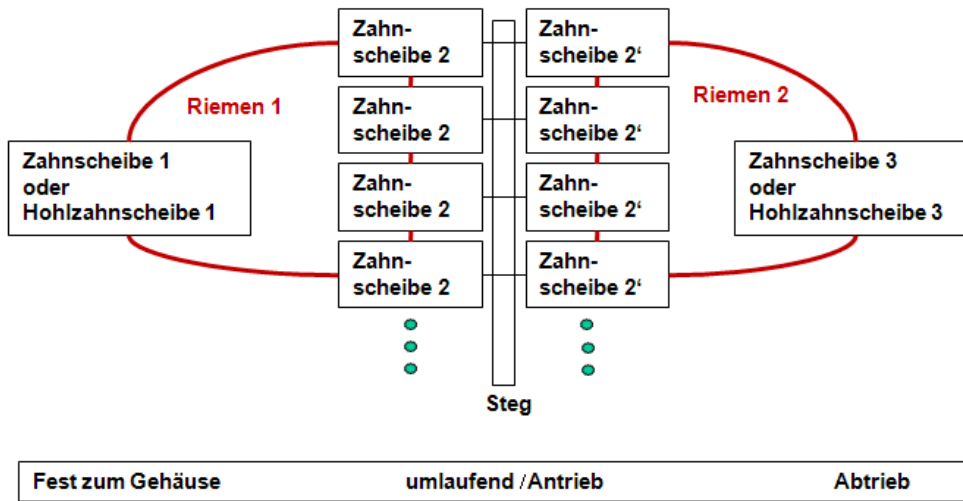 Zahn-
scheibe 2
Zahn-
scheibe 2‘
Riemen 1
Riemen 2
Zahn-
scheibe 2
Zahn-
scheibe 2‘
Zahnscheibe 1
oder
Hohlzahnscheibe 1
Zahn-
scheibe 2
Zahn-
scheibe 2‘
Zahnscheibe 3
oder
Hohlzahnscheibe 3
Zahn-
scheibe 2
Zahn-
scheibe 2‘
Steg
Fest zum Gehäuse umlaufend /Antrieb Abtrieb